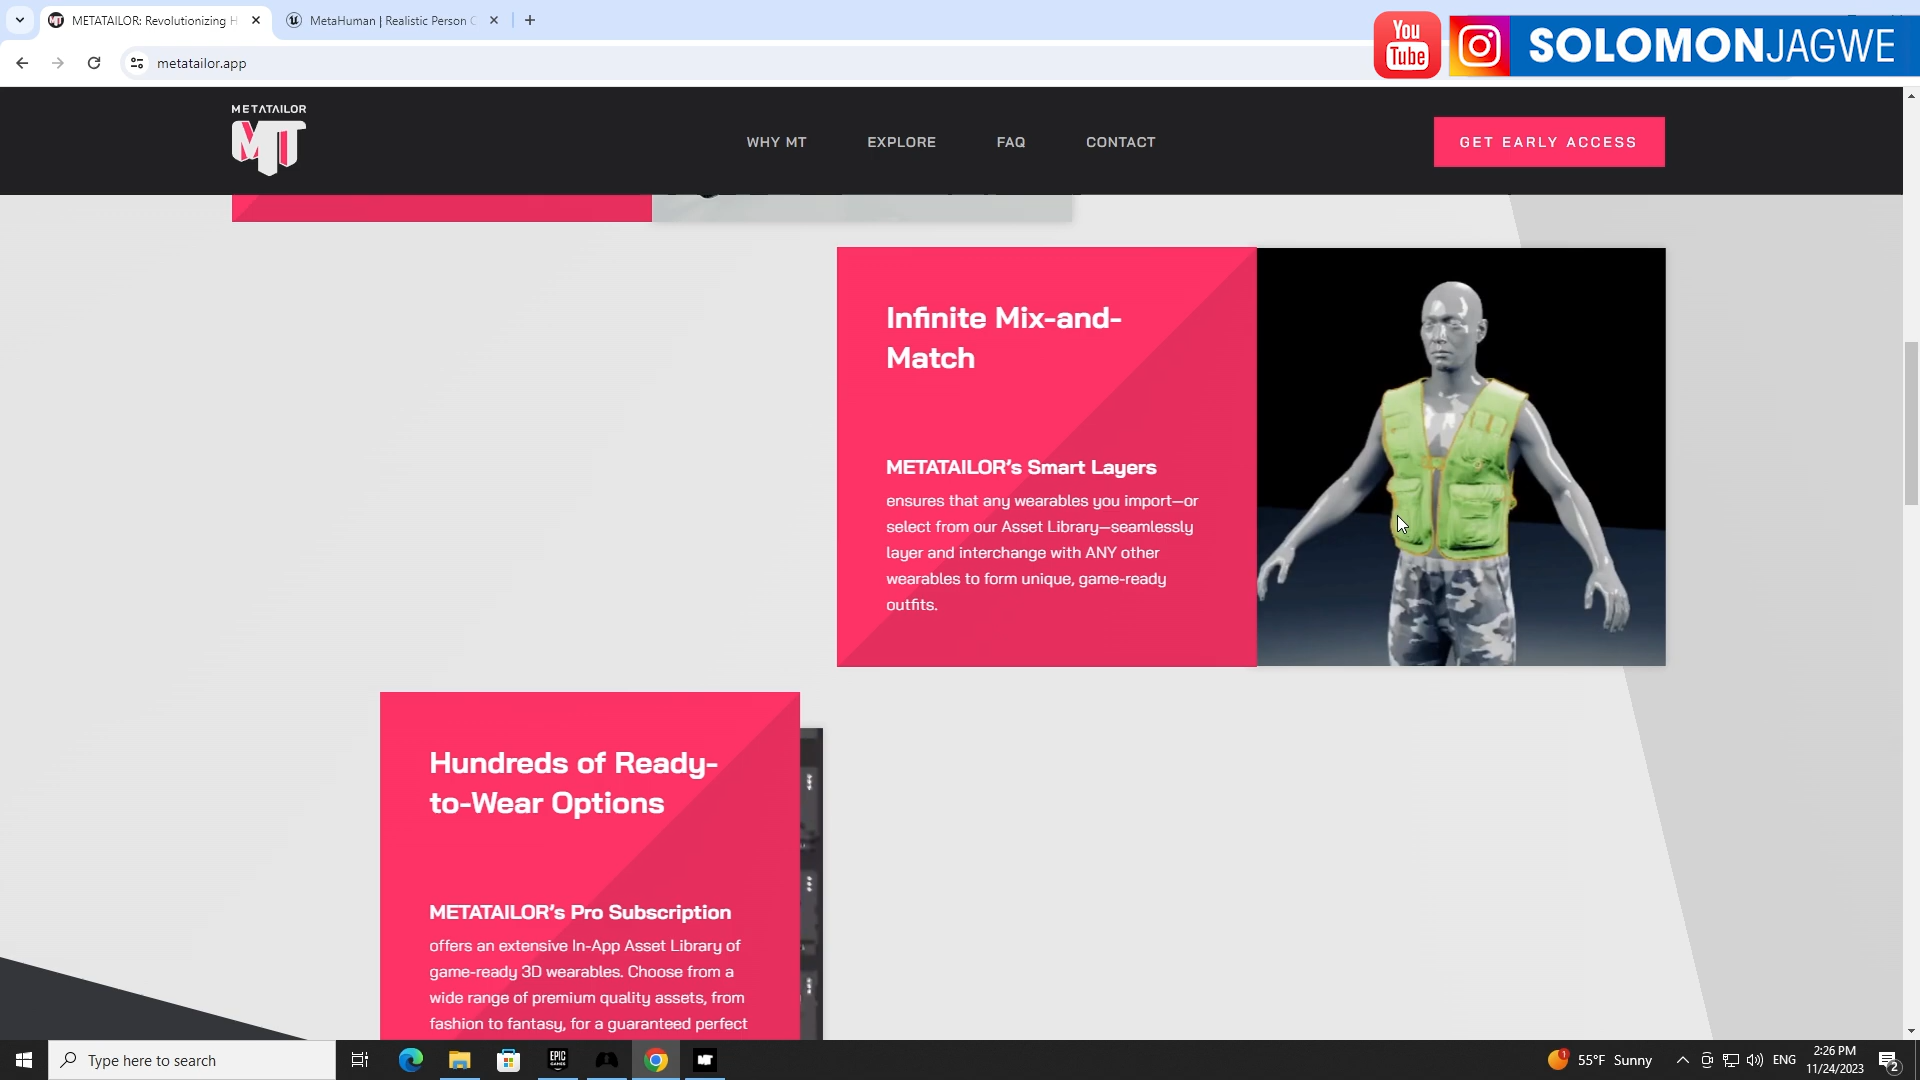 METATAILOR: Revolutionizing H
MetaHuman | Realistic Person C
You
Tube
SOLOMONJAGWE
metatailor.app
METATAILOR
MT
WHY MT
EXPLORE
FAQ
CONTACT
GET EARLY ACCESS
Infinite Mix-and-
Match
METATAILOR's Smart Layers
ensures that any wearables you import—or
select from our Asset Library—seamlessly
layer and interchange with ANY other
wearables to form unique, game-ready
outfits.
Hundreds of Ready-
to-Wear Options
METATAILOR's Pro Subscription
offers an extensive In-App Asset Library of
game-ready 3D wearables. Choose from a
wide range of premium quality assets, from
fashion to fantasy, for a guaranteed perfect
Type here to search
EPIC
GAMES
MT
1
55°F Sunny
ENG
2:26 PM
11/24/2023
2